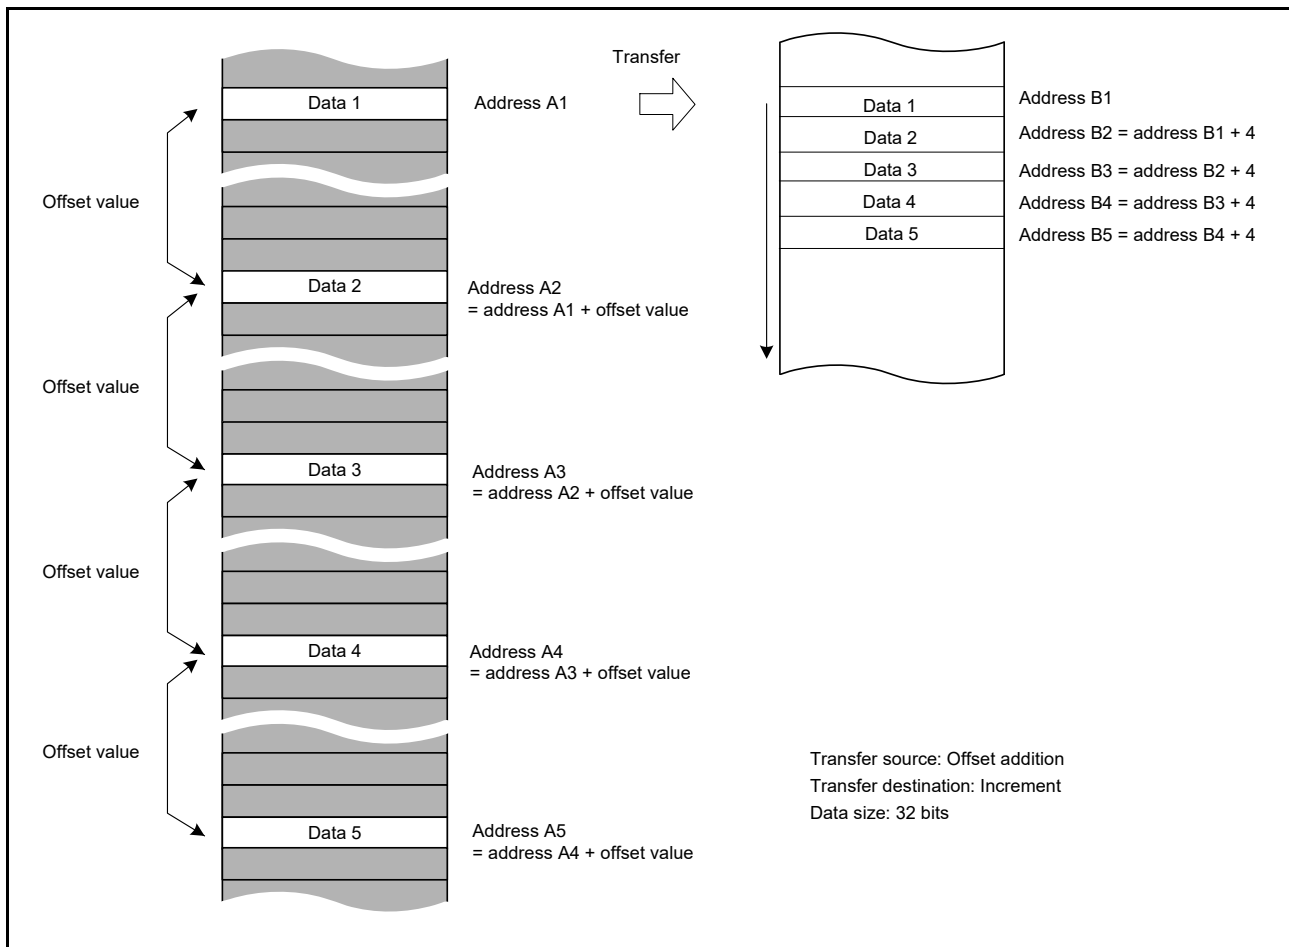 Transfer
Data 1
Address A1
Offset value
Data 2
Address A2
= address A1 + offset value
Offset value
Data 3
Address A3
= address A2 + offset value
Offset value
Data 4
Address A4
= address A3 + offset value
Offset value
Data 5
Address A5
= address A4 + offset value
Data 1
Address B1
Data 2
Address B2 = address B1 + 4
Data 3
Address B3 = address B2 + 4
Data 4
Address B4 = address B3 + 4
Data 5
Address B5 = address B4 + 4
Transfer source: Offset addition
Transfer destination: Increment
Data size: 32 bits